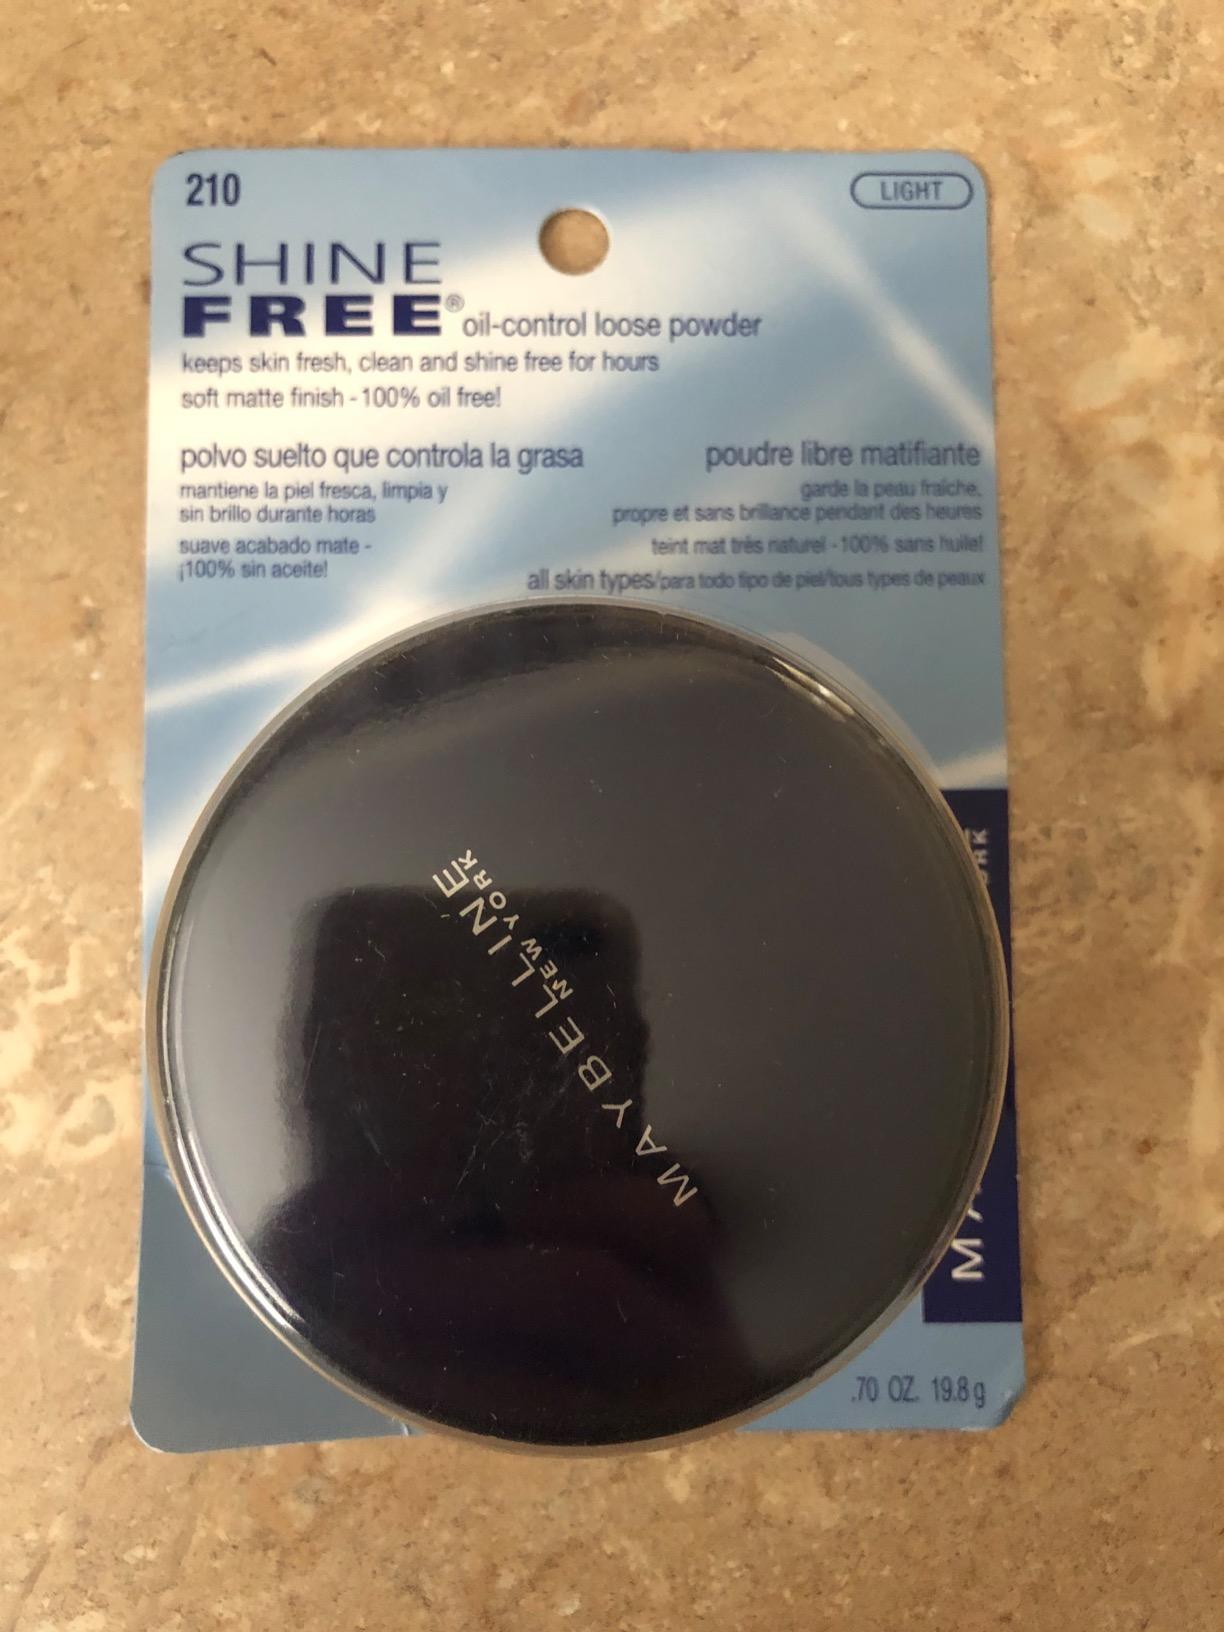 210
LIGHT
SHINE
FREE® oil-control loose powder
keeps skin fresh, clean and shine free for hours
soft matte finish - 100% oil free!
polvo suelto que controla la grasa
mantiene la piel fresca, limpia y
sin brillo durante horas
suave acabado mate -
¡100% sin aceite!
poudre libre matifiante
garde la peau fraîche,
propre et sans brillance pendant des heures
teint mat très naturel - 100% sans huile!
all skin types/para todo tipo de piel/tous types de peaux
MAYBELLINE
NEW YORK
.70 OZ. 19.8 g